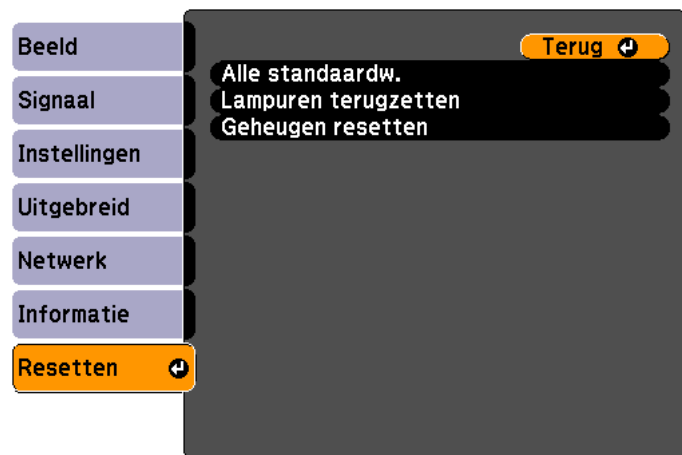 Beeld
Signaal
Instellingen
Uitgebreid
Netwerk
Informatie
Resetten
Terug
Alle standaardw.
Lampuren terugzetten
Geheugen resetten